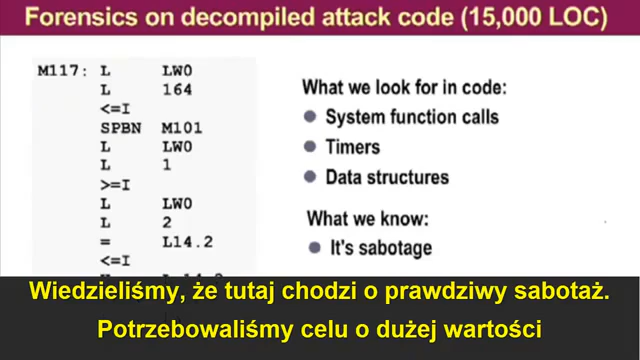 Forensics on decompiled attack code (15,000 LOC)
M117: L LW0
L 164
<=I
SPBN M101
L LW0
L 1
>=I
L LW0
L 2
= L14.2
<=I
What we look for in code:
System function calls
Timers
Data structures
What we know:
It's sabotage
Wiedzieliśmy, że tutaj chodzi o prawdziwy sabotaż.
Potrzebowaliśmy celu o dużej wartości